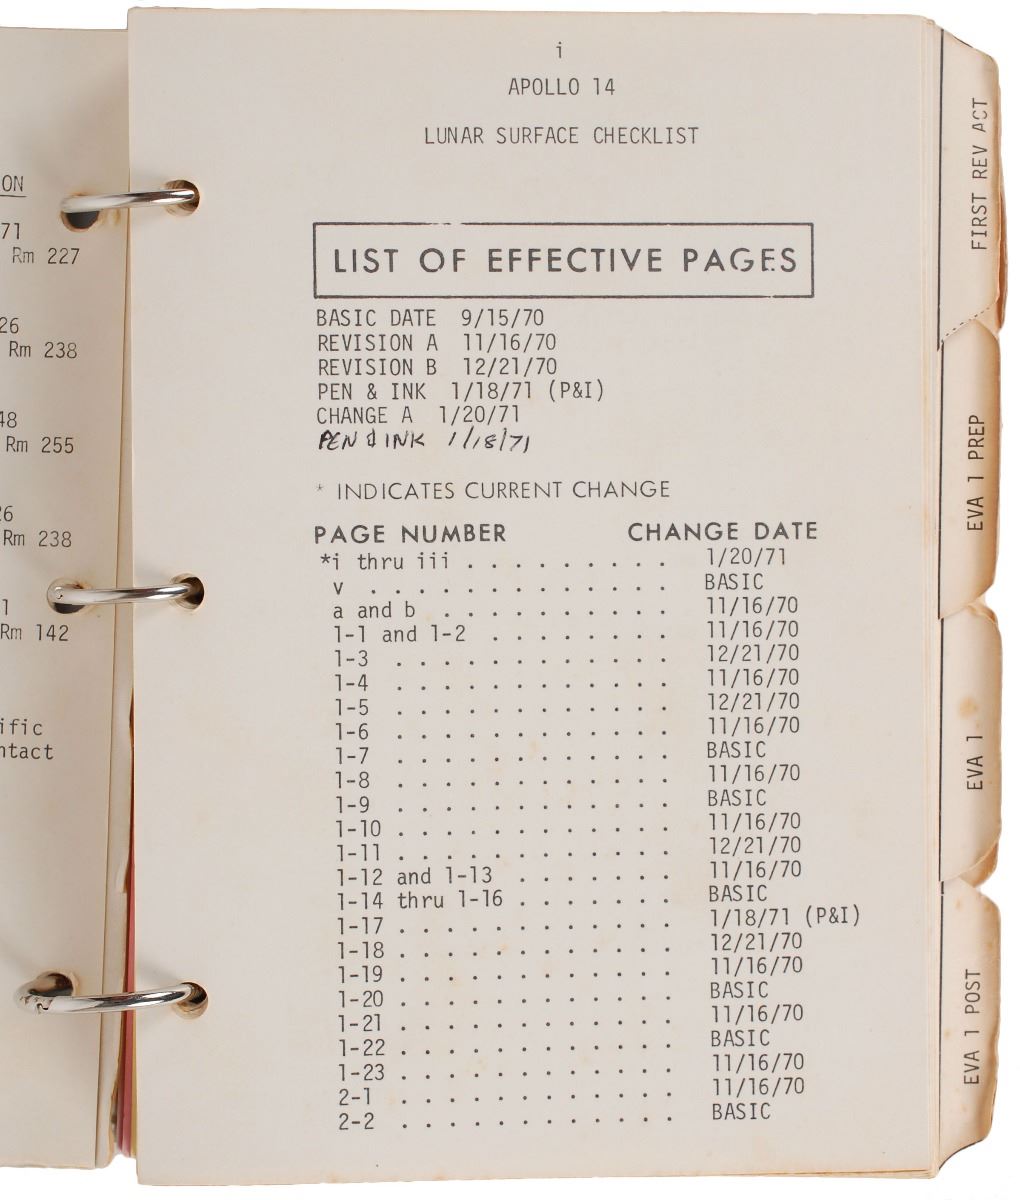 ON
71
Rm 227
26
Rm 238
48
Rm 255
26
Rm 238
1
Rm 142
ific
ntact
i
APOLLO 14
LUNAR SURFACE CHECKLIST
LIST OF EFFECTIVE PAGES
BASIC DATE 9/15/70
REVISION A 11/16/70
REVISION B 12/21/70
PEN & INK 1/18/71 (P&I)
CHANGE A 1/20/71
PEN & INK 1/18/71
* INDICATES CURRENT CHANGE
PAGE NUMBER CHANGE DATE
*i thru iii . . . . . . . . . 1/20/71
v . . . . . . . . . . . . . BASIC
a and b . . . . . . . . . . 11/16/70
1-1 and 1-2 . . . . . . . . 11/16/70
1-3 . . . . . . . . . . . . 12/21/70
1-4 . . . . . . . . . . . . 11/16/70
1-5 . . . . . . . . . . . . 12/21/70
1-6 . . . . . . . . . . . . 11/16/70
1-7 . . . . . . . . . . . . BASIC
1-8 . . . . . . . . . . . . 11/16/70
1-9 . . . . . . . . . . . . BASIC
1-10 . . . . . . . . . . . . 11/16/70
1-11 . . . . . . . . . . . . 12/21/70
1-12 and 1-13 . . . . . . . 11/16/70
1-14 thru 1-16 . . . . . . . BASIC
1-17 . . . . . . . . . . . . 1/18/71 (P&I)
1-18 . . . . . . . . . . . . 12/21/70
1-19 . . . . . . . . . . . . 11/16/70
1-20 . . . . . . . . . . . . BASIC
1-21 . . . . . . . . . . . . 11/16/70
1-22 . . . . . . . . . . . . BASIC
1-23 . . . . . . . . . . . . 11/16/70
2-1 . . . . . . . . . . . . 11/16/70
2-2 . . . . . . . . . . . . BASIC
FIRST REV ACT
EVA 1 PREP
EVA 1
EVA 1 POST